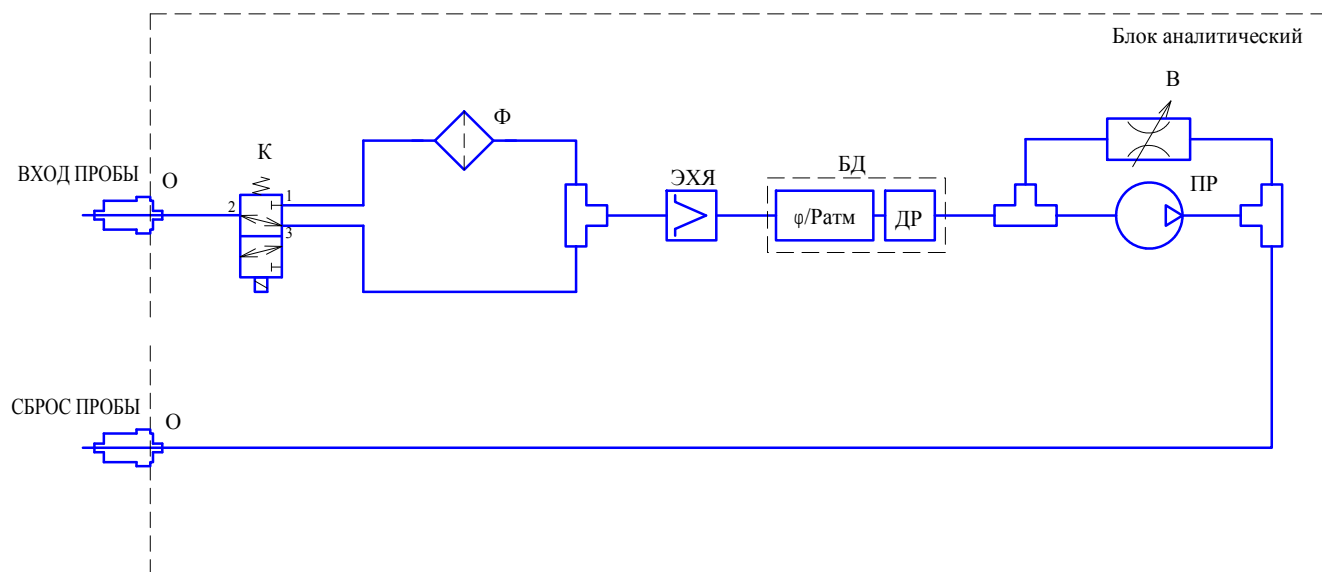 Блок аналитический
В
Ф
К
ВХОД ПРОБЫ
О
ЭХЯ
БД
ПР
1
2
3
φ/Ратм
ДР
СБРОС ПРОБЫ
О